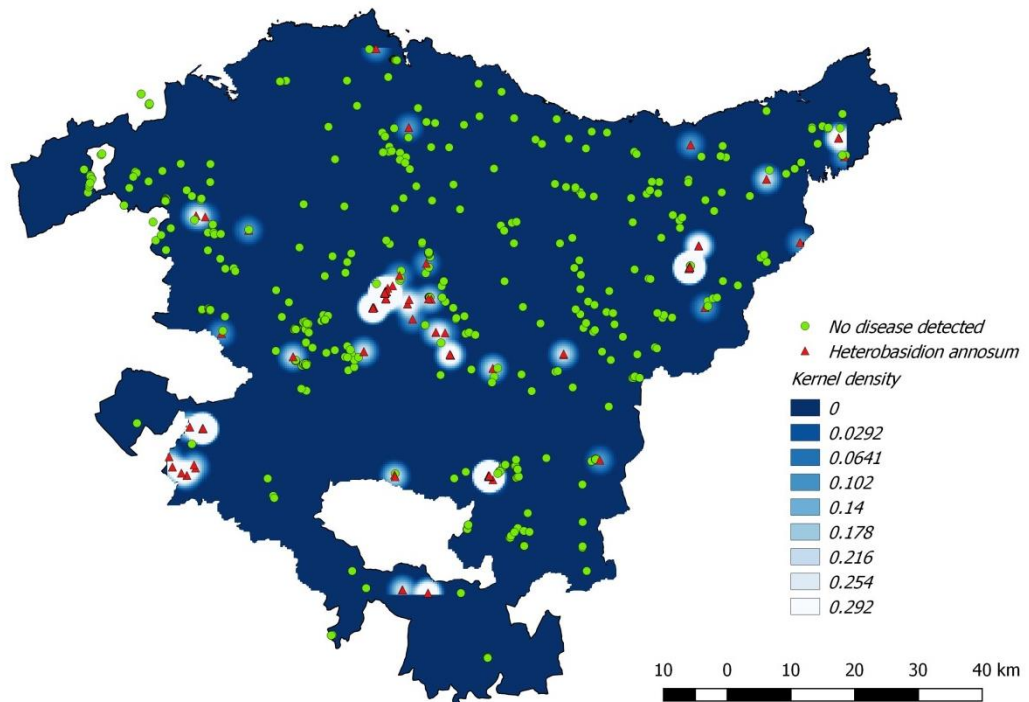 No disease detected
Heterobasidion annosum
Kernel density
0
0.0292
0.0641
0.102
0.14
0.178
0.216
0.254
0.292
10 0 10 20 30 40 km